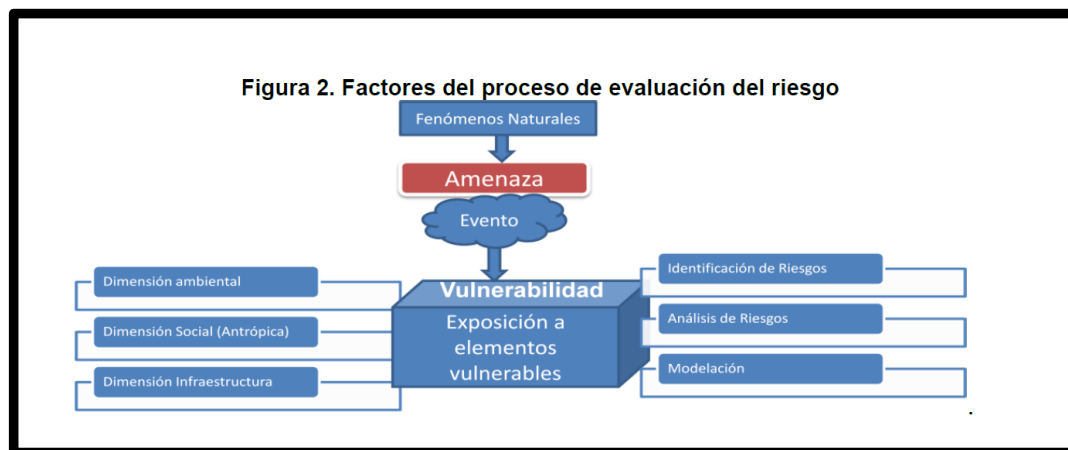 Figura 2. Factores del proceso de evaluación del riesgo
Fenómenos Naturales
Amenaza
Evento
Vulnerabilidad
Exposición a
elementos
vulnerables
Dimensión ambiental
Dimensión Social (Antrópica)
Dimensión Infraestructura
Identificación de Riesgos
Análisis de Riesgos
Modelación
.